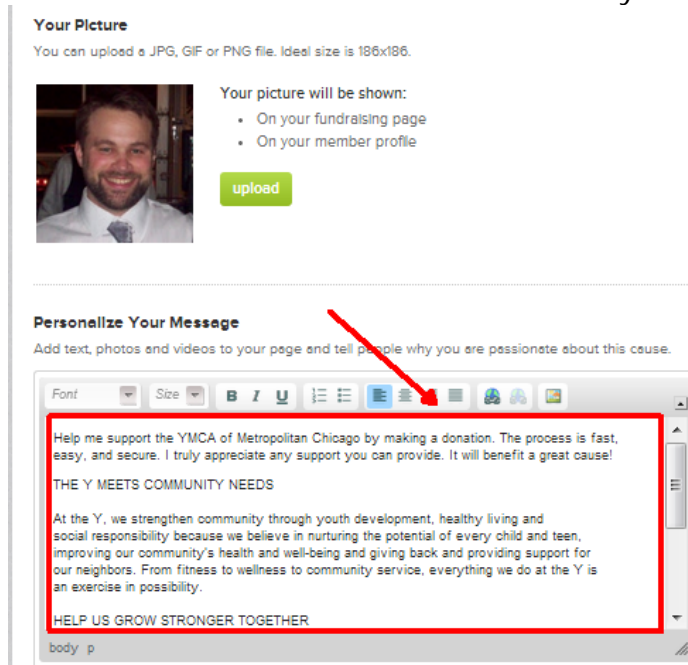 Your Picture
You can upload a JPG, GIF or PNG file. Ideal size is 186x186.
Your picture will be shown:
On your fundraising page
On your member profile
upload
Personalize Your Message
Add text, photos and videos to your page and tell people why you are passionate about this cause.
Font Size B I U
Help me support the YMCA of Metropolitan Chicago by making a donation. The process is fast,
easy, and secure. I truly appreciate any support you can provide. It will benefit a great cause!
THE Y MEETS COMMUNITY NEEDS
At the Y, we strengthen community through youth development, healthy living and
social responsibility because we believe in nurturing the potential of every child and teen,
improving our community's health and well-being and giving back and providing support for
our neighbors. From fitness to wellness to community service, everything we do at the Y is
an exercise in possibility.
HELP US GROW STRONGER TOGETHER
body p